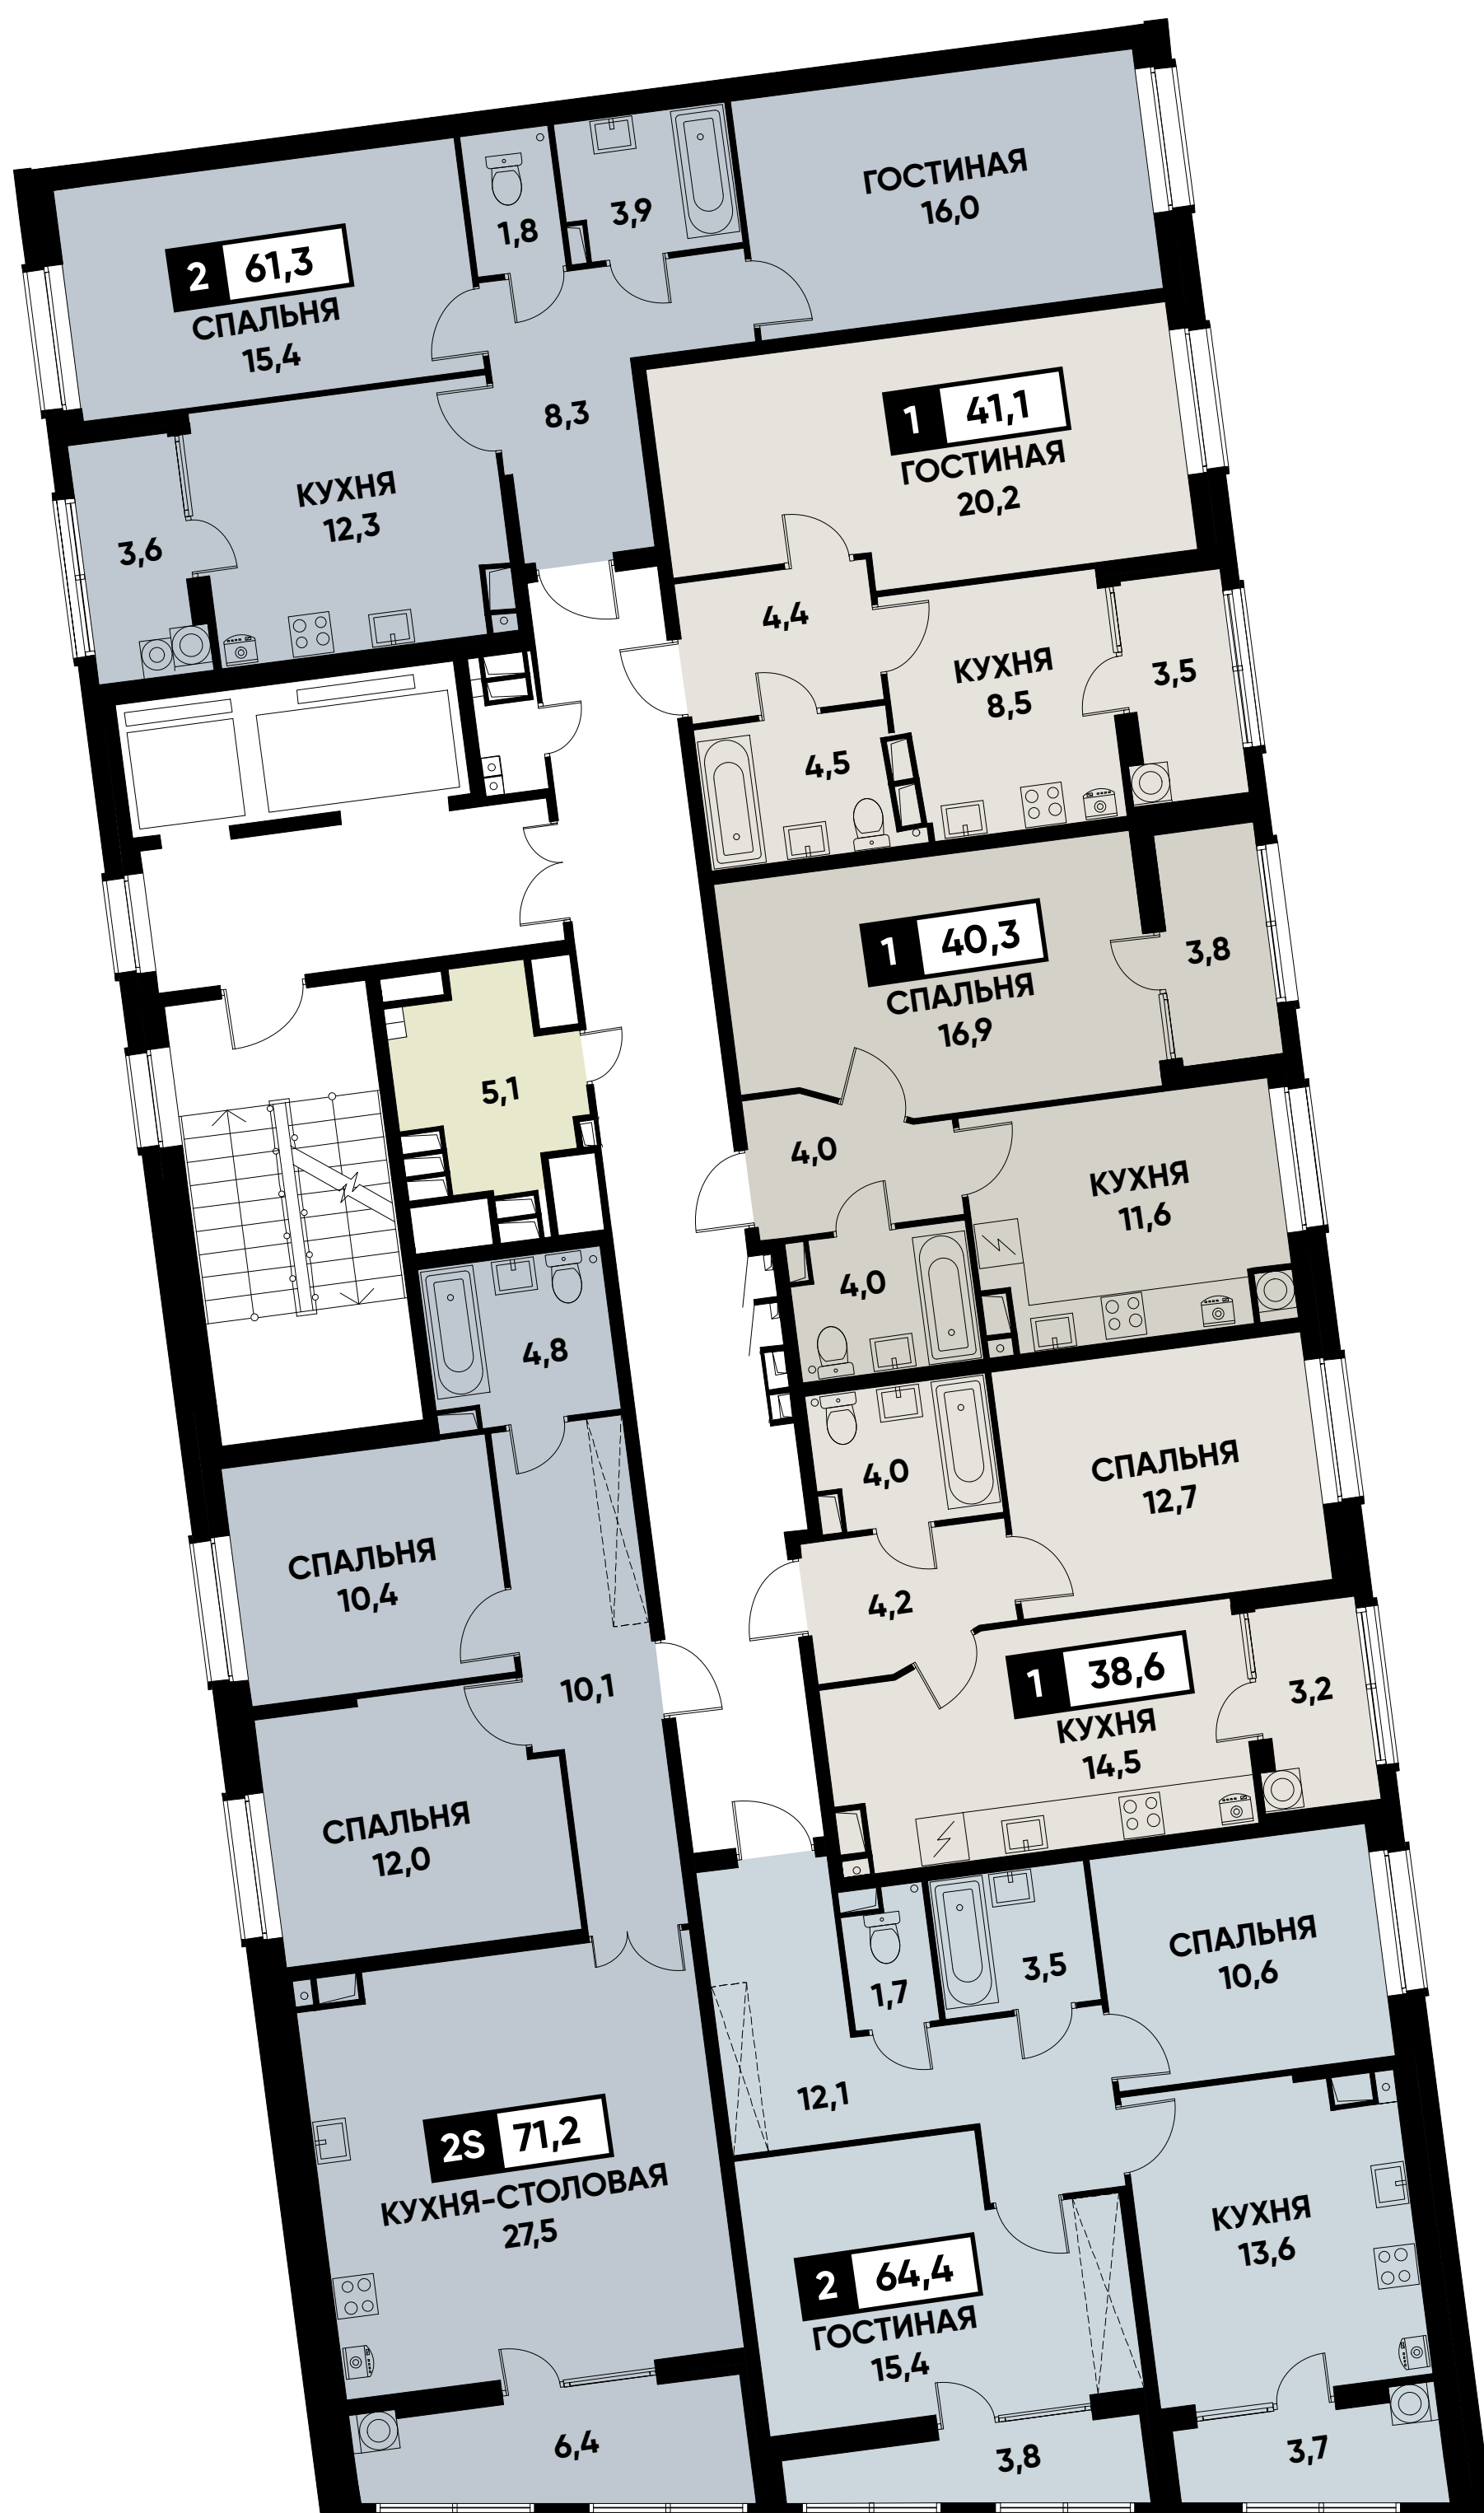 ГОСТИНАЯ
16,0
3,9
1,8
2 61,3
СПАЛЬНЯ
15,4
8,3
КУХНЯ
12,3
3,6
1 41,1
ГОСТИНАЯ
20,2
4,4
КУХНЯ
8,5
3,5
4,5
1 40,3
СПАЛЬНЯ
16,9
3,8
5,1
4,0
КУХНЯ
11,6
4,0
4,8
4,0
СПАЛЬНЯ
12,7
СПАЛЬНЯ
10,4
4,2
10,1
1 38,6
КУХНЯ
14,5
3,2
СПАЛЬНЯ
12,0
СПАЛЬНЯ
10,6
3,5
1,7
12,1
2S 71,2
КУХНЯ-СТОЛОВАЯ
27,5
КУХНЯ
13,6
2 64,4
ГОСТИНАЯ
15,4
6,4
3,8
3,7